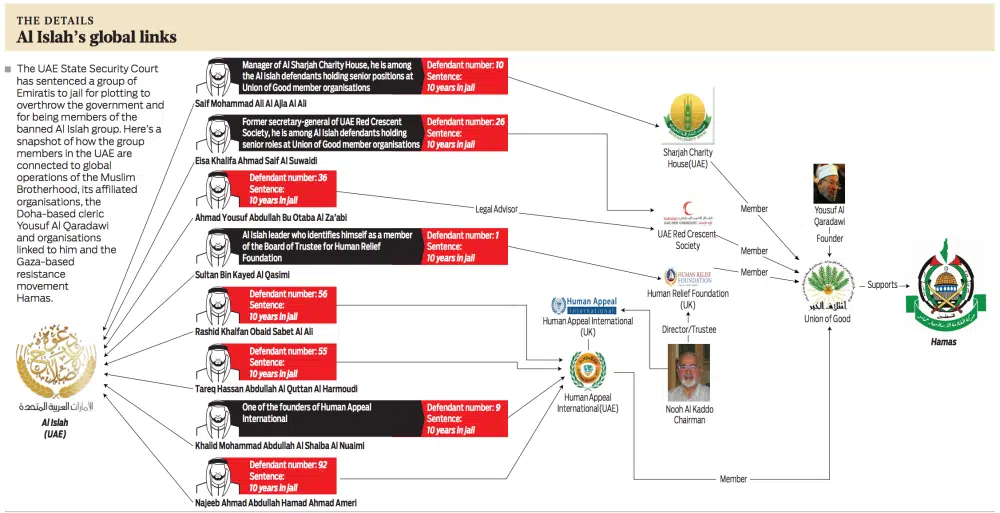 THE DETAILS
Al Islah's global links
The UAE State Security Court
has sentenced a group of
Emiratis to jail for plotting to
overthrow the government and
for being members of the
banned Al Islah group. Here's a
snapshot of how the group
members in the UAE are
connected to global
operations of the Muslim
Brotherhood, its affiliated
organisations, the
Doha-based cleric
Yousuf Al Qaradawi
and organisations
linked to him and the
Gaza-based
resistance
movement
Hamas.
دعوة
الإصلاح
الإمارات العربية المتحدة
Al Islah
(UAE)
Manager of Al Sharjah Charity House, he is among
the Al Islah defendants holding senior positions at
Union of Good member organisations
Defendant number: 10
Sentence:
10 years in jail
Saif Mohammad Ali Al Ajla Al Ali
Former secretary-general of UAE Red Crescent
Society, he is among Al Islah defendants holding
senior roles at Union of Good member organisations
Defendant number: 26
Sentence:
10 years in jail
Eisa Khalifa Ahmad Saif Al Suwaidi
Defendant number: 36
Sentence:
10 years in jail
Ahmad Yousuf Abdullah Bu Otaba Al Za'abi
Al Islah leader who identifies himself as a member
of the Board of Trustee for Human Relief
Foundation
Defendant number: 1
Sentence:
10 years in jail
Sultan Bin Kayed Al Qasimi
Defendant number: 56
Sentence:
10 years in jail
Rashid Khalfan Obaid Sabet Al Ali
Defendant number: 55
Sentence:
10 years in jail
Tareq Hassan Abdullah Al Quttan Al Harmoudi
One of the founders of Human Appeal
International
Defendant number: 9
Sentence:
10 years in jail
Khalid Mohammad Abdullah Al Shaiba Al Nuaimi
Defendant number: 92
Sentence:
10 years in jail
Najeeb Ahmad Abdullah Hamad Ahmad Ameri
Legal Advisor
Sharjah Charity
House(UAE)
UAE Red Crescent
Society
HUMAN RELIEF
FOUNDATION
Human Relief Foundation
(UK)
Director/Trustee
Nooh Al Kaddo
Chairman
Human Appeal
International
Human Appeal International
(UK)
Human Appeal
International(UAE)
Member
Member
Member
Member
Yousuf Al
Qaradawi
Founder
ائتلاف الخير
Union of Good
Supports
Hamas